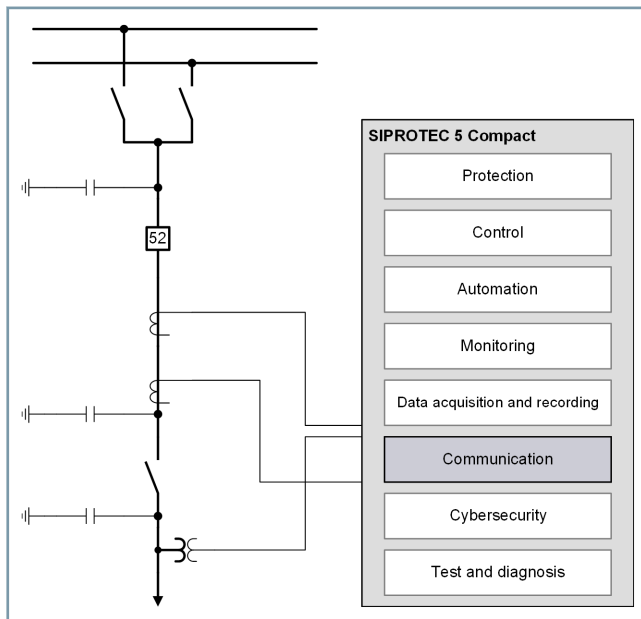 SIPROTEC 5 Compact
Protection
Control
52
Automation
Monitoring
Data acquisition and recording
Communication
Cybersecurity
Test and diagnosis